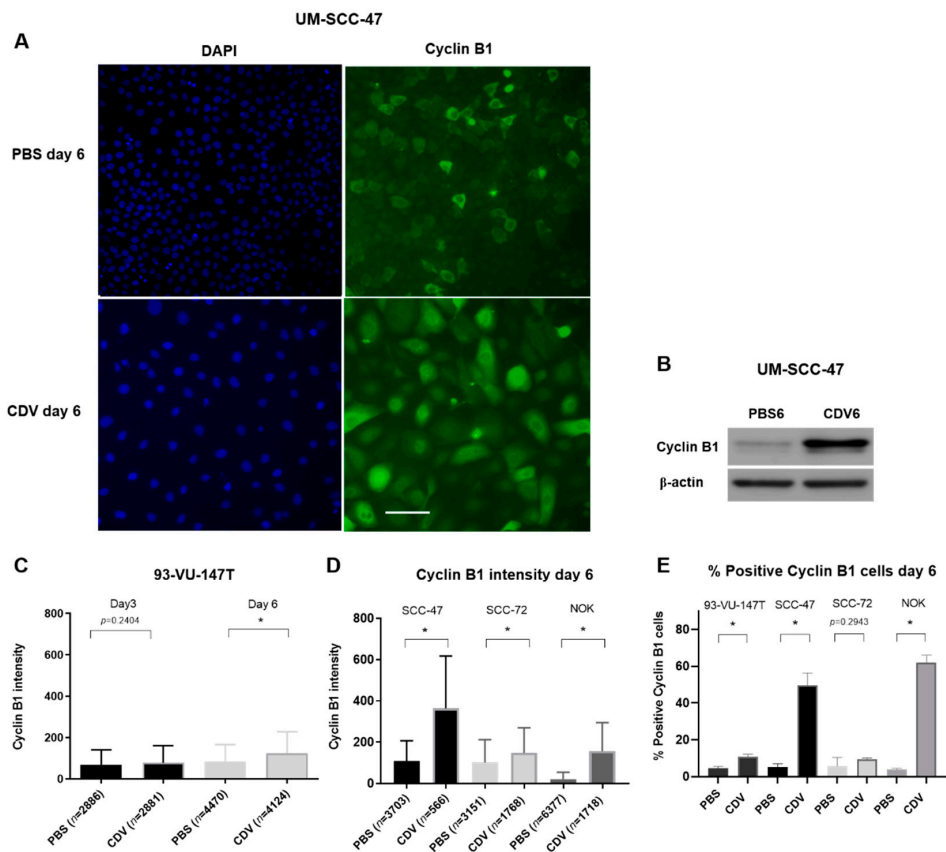 UM-SCC-47
A
DAPI
Cyclin B1
PBS day 6
CDV day 6
B
UM-SCC-47
PBS6
CDV6
Cyclin B1
β-actin
C
93-VU-147T
Day3
p=0.2404
Day 6
*
Cyclin B1 intensity
800
600
400
200
0
PBS (n=2886)
CDV (n=2881)
PBS (n=4470)
CDV (n=4124)
D
Cyclin B1 intensity day 6
SCC-47
SCC-72
NOK
*
*
*
Cyclin B1 intensity
800
600
400
200
0
PBS (n=3703)
CDV (n=566)
PBS (n=3151)
CDV (n=1768)
PBS (n=6377)
CDV (n=1718)
E
% Positive Cyclin B1 cells day 6
93-VU-147T
SCC-47
SCC-72
NOK
*
*
p=0.2943
*
% Positive Cyclin B1 cells
80
60
40
20
0
PBS
CDV
PBS
CDV
PBS
CDV
PBS
CDV